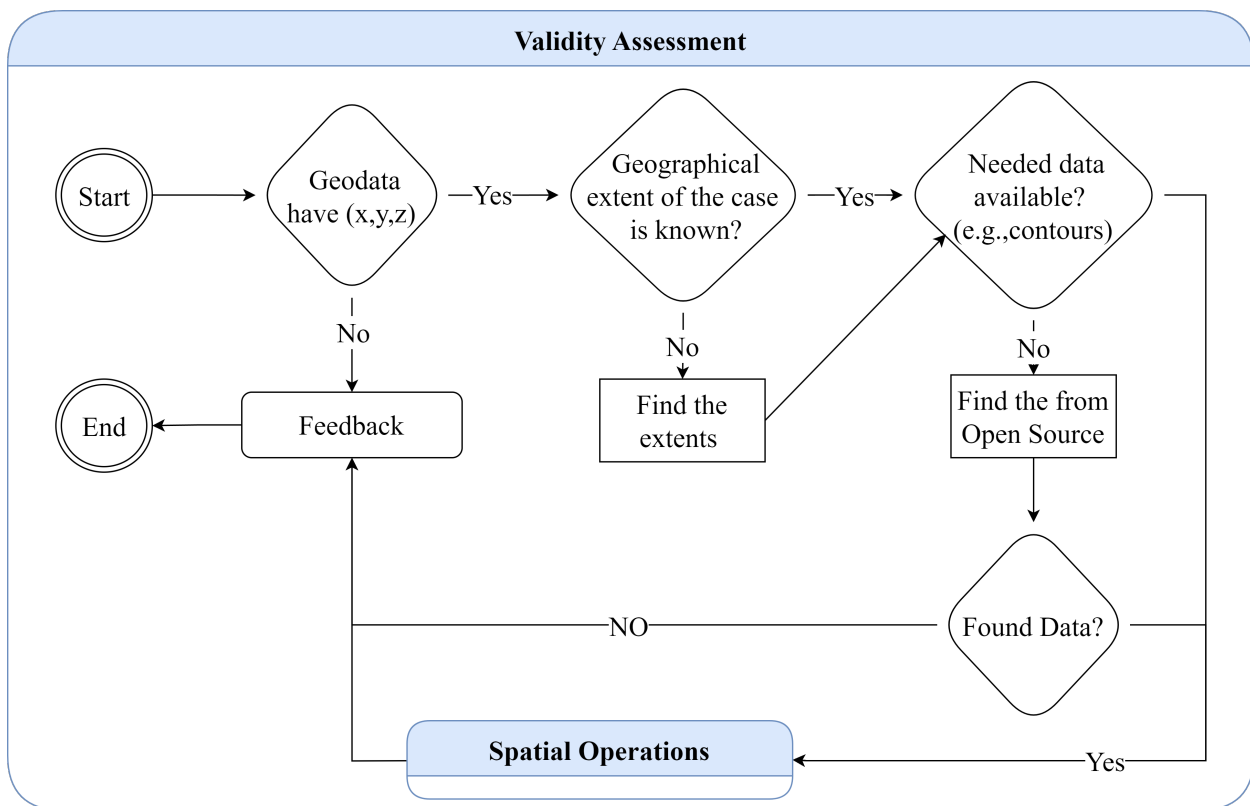 Validity Assessment
Start
Geodata
have (x,y,z)
Yes
Geographical
extent of the case
is known?
Yes
Needed data
available?
(e.g.,contours)
No
No
No
End
Feedback
Find the
extents
Find the from
Open Source
NO
Found Data?
Spatial Operations
Yes